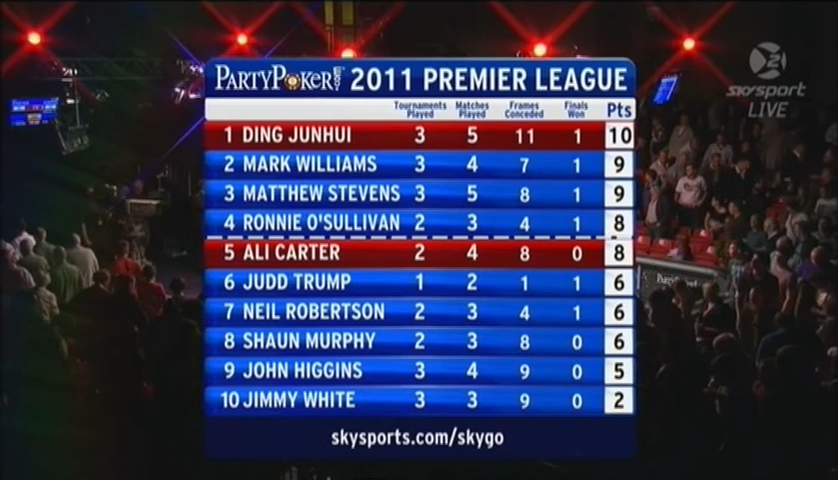 PARTYPOKER.com 2011 PREMIER LEAGUE
2
sky sport
LIVE
Tournaments Played Matches Played Frames Conceded Finals Won Pts
1 DING JUNHUI 3 5 11 1 10
2 MARK WILLIAMS 3 4 7 1 9
3 MATTHEW STEVENS 3 5 8 1 9
4 RONNIE O'SULLIVAN 2 3 4 1 8
5 ALI CARTER 2 4 8 0 8
6 JUDD TRUMP 1 2 1 1 6
7 NEIL ROBERTSON 2 3 4 1 6
8 SHAUN MURPHY 2 3 8 0 6
9 JOHN HIGGINS 3 4 9 0 5
10 JIMMY WHITE 3 3 9 0 2
skysports.com/skygo